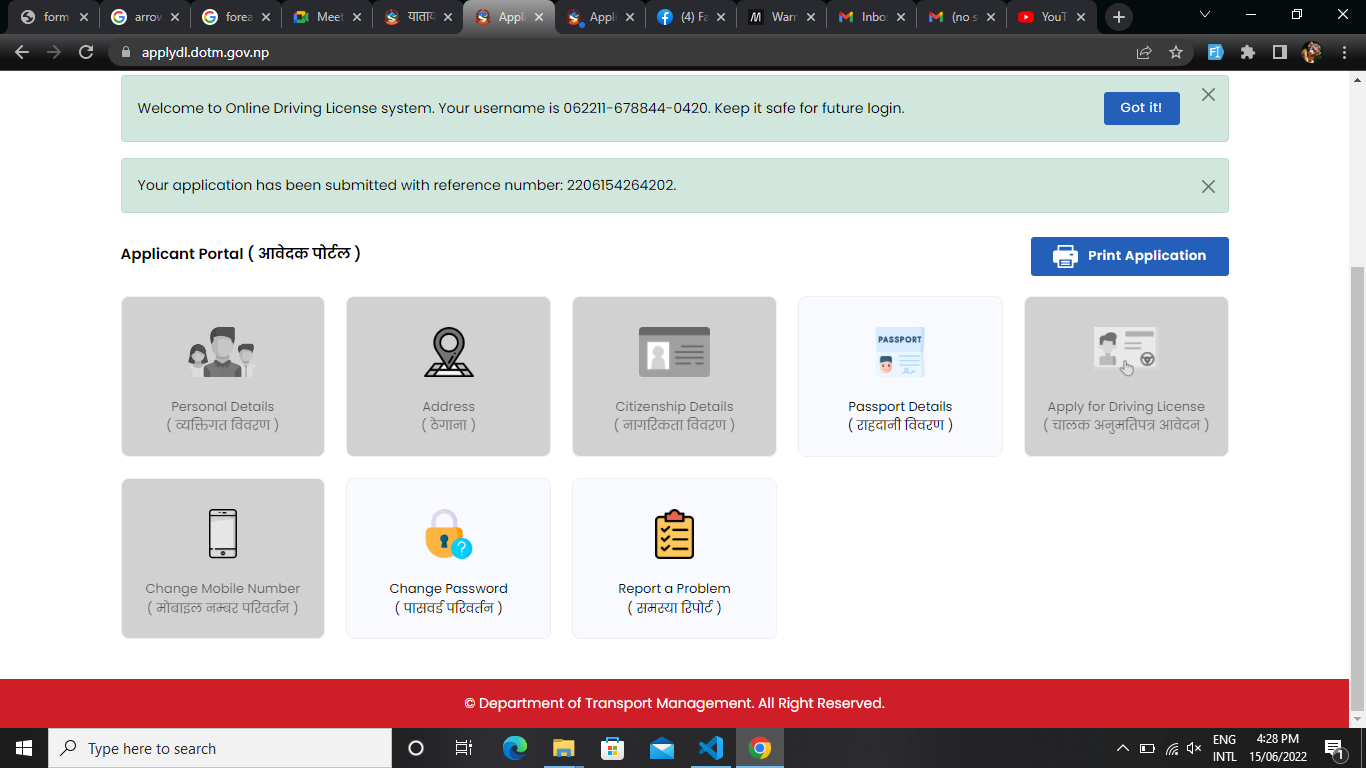 form
arrow
forea
Meet
याताय
Appl
Appli
(4) Fa
Warr
Inbo
(no s
YouT
applydl.dotm.gov.np
Welcome to Online Driving License system. Your username is 062211-678844-0420. Keep it safe for future login.
Got it!
Your application has been submitted with reference number: 2206154264202.
Applicant Portal ( आवेदक पोर्टल )
Print Application
Personal Details
( व्यक्तिगत विवरण )
Address
( ठेगाना )
Citizenship Details
( नागरिकता विवरण )
PASSPORT
Passport Details
( राहदानी विवरण )
Apply for Driving License
( चालक अनुमतिपत्र आवेदन )
Change Mobile Number
( मोबाइल नम्बर परिवर्तन )
Change Password
( पासवर्ड परिवर्तन )
Report a Problem
( समस्या रिपोर्ट )
© Department of Transport Management. All Right Reserved.
Type here to search
ENG
INTL
4:28 PM
15/06/2022
1